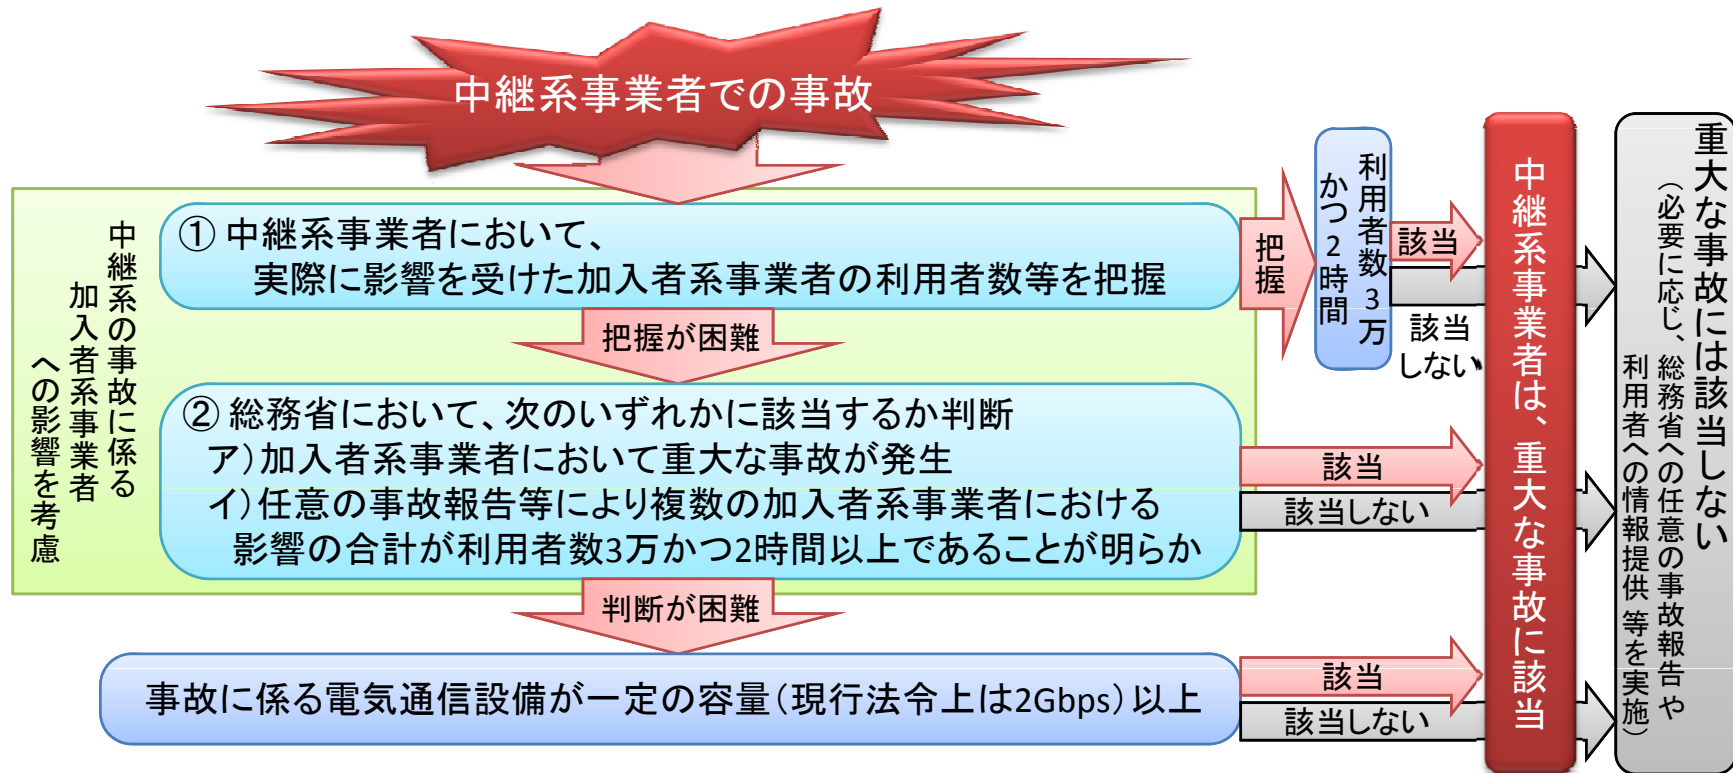 中継系事業者での事故
中継系の事故に係る
加入者系事業者
への影響を考慮
① 中継系事業者において、
実際に影響を受けた加入者系事業者の利用者数等を把握
把握
利用者数3万
かつ2時間
該当
該当
しない
把握が困難
② 総務省において、次のいずれかに該当するか判断
ア)加入者系事業者において重大な事故が発生
イ)任意の事故報告等により複数の加入者系事業者における
影響の合計が利用者数3万かつ2時間以上であることが明らか
該当
該当しない
判断が困難
事故に係る電気通信設備が一定の容量(現行法令上は2Gbps)以上
該当
該当しない
中継系事業者は、重大な事故に該当
重大な事故には該当しない
(必要に応じ、総務省への任意の事故報告や
利用者への情報提供等を実施)